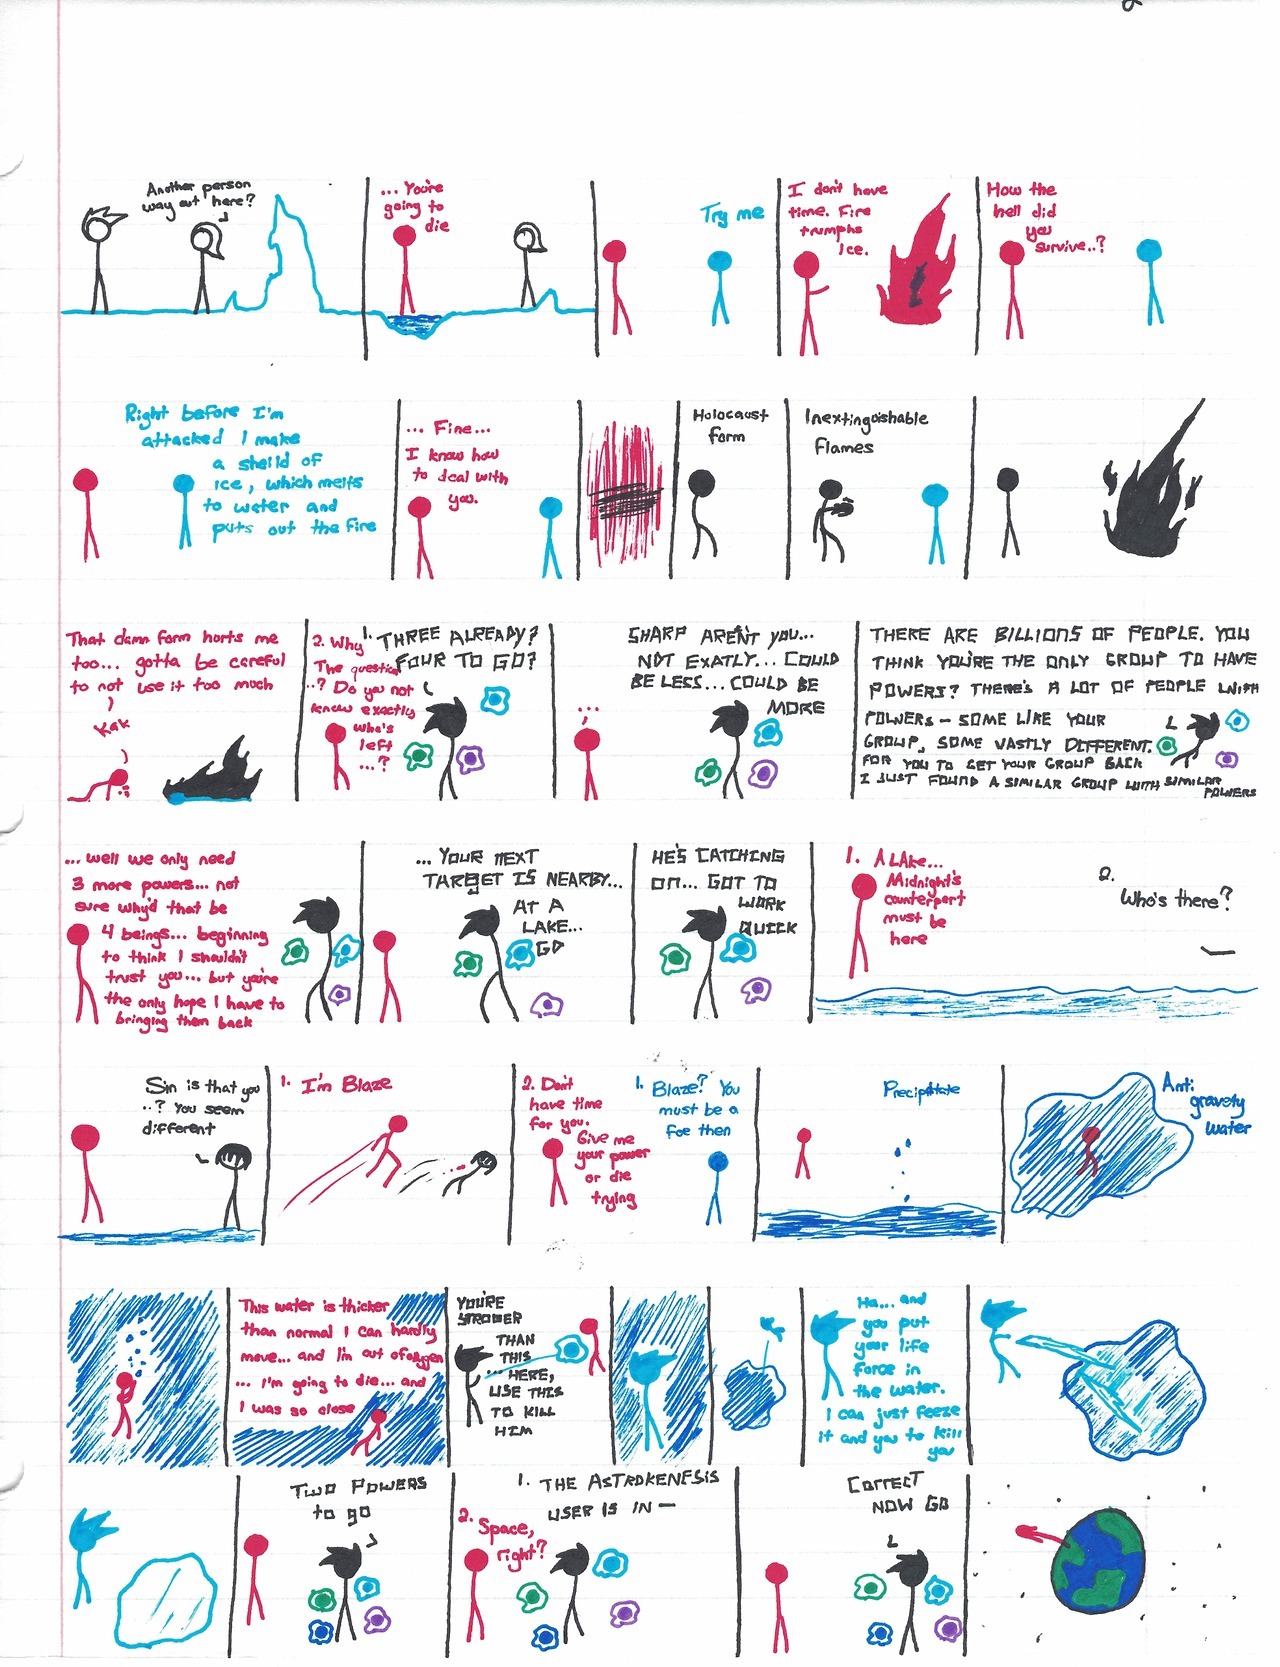 Another person
way out here?
... You're
going to
die
Try me
I don't have
time. Fire
trumphs
Ice.
How the
hell did
you
survive..?
Right before I'm
attacked I make
a sheild of
ice, which melts
to water and
puts out the fire
... Fine...
I know how
to deal with
you.
Holocaust
form
Inextinguishable
flames
That damn form hurts me
too... gotta be careful
to not use it too much
Kak
1. THREE ALREADY?
FOUR TO GO?
2. Why
The question
..? Do you not
know exactly
who's
left
...?
SHARP AREN'T YOU...
NOT EXATLY... COULD
BE LESS... COULD BE
MORE
...
THERE ARE BILLIONS OF PEOPLE. YOU
THINK YOU'RE THE ONLY GROUP TO HAVE
POWERS? THERE'S A LOT OF PEOPLE WITH
POWERS - SOME LIKE YOUR
GROUP, SOME VASTLY DIFFERENT.
FOR YOU TO GET YOUR GROUP BACK
I JUST FOUND A SIMILAR GROUP WITH SIMILAR
POWERS
... well we only need
3 more powers... not
sure why'd that be
4 beings... beginning
to think I shouldn't
trust you... but you're
the only hope I have to
bringing them back
... YOUR NEXT
TARGET IS NEARBY...
AT A
LAKE...
GO
HE'S CATCHING
ON... GOT TO
WORK
QUICK
1. A LAke...
Midnight's
counterpart
must be
here
2.
Who's there?
Sin is that you
..? You seem
different
1. I'm Blaze
1. Blaze? You
must be a
foe then
2. Don't
have time
for you.
Give me
your power
or die
trying
Precipitate
Anti
gravety
water
This water is thicker
than normal I can hardly
move... and I'm out of oxygen
... I'm going to die... and
I was so close
YOU'RE
STROGER
THAN
THIS
... HERE,
USE THIS
TO KILL
HIM
Ha... and
you put
your life
force in
the water.
I can just feeze
it and you to kill
you
TWO POWERS
to go
1. THE ASTROKENESIS
USER IS IN —
2. Space,
right?
CORRECT
NOW GO